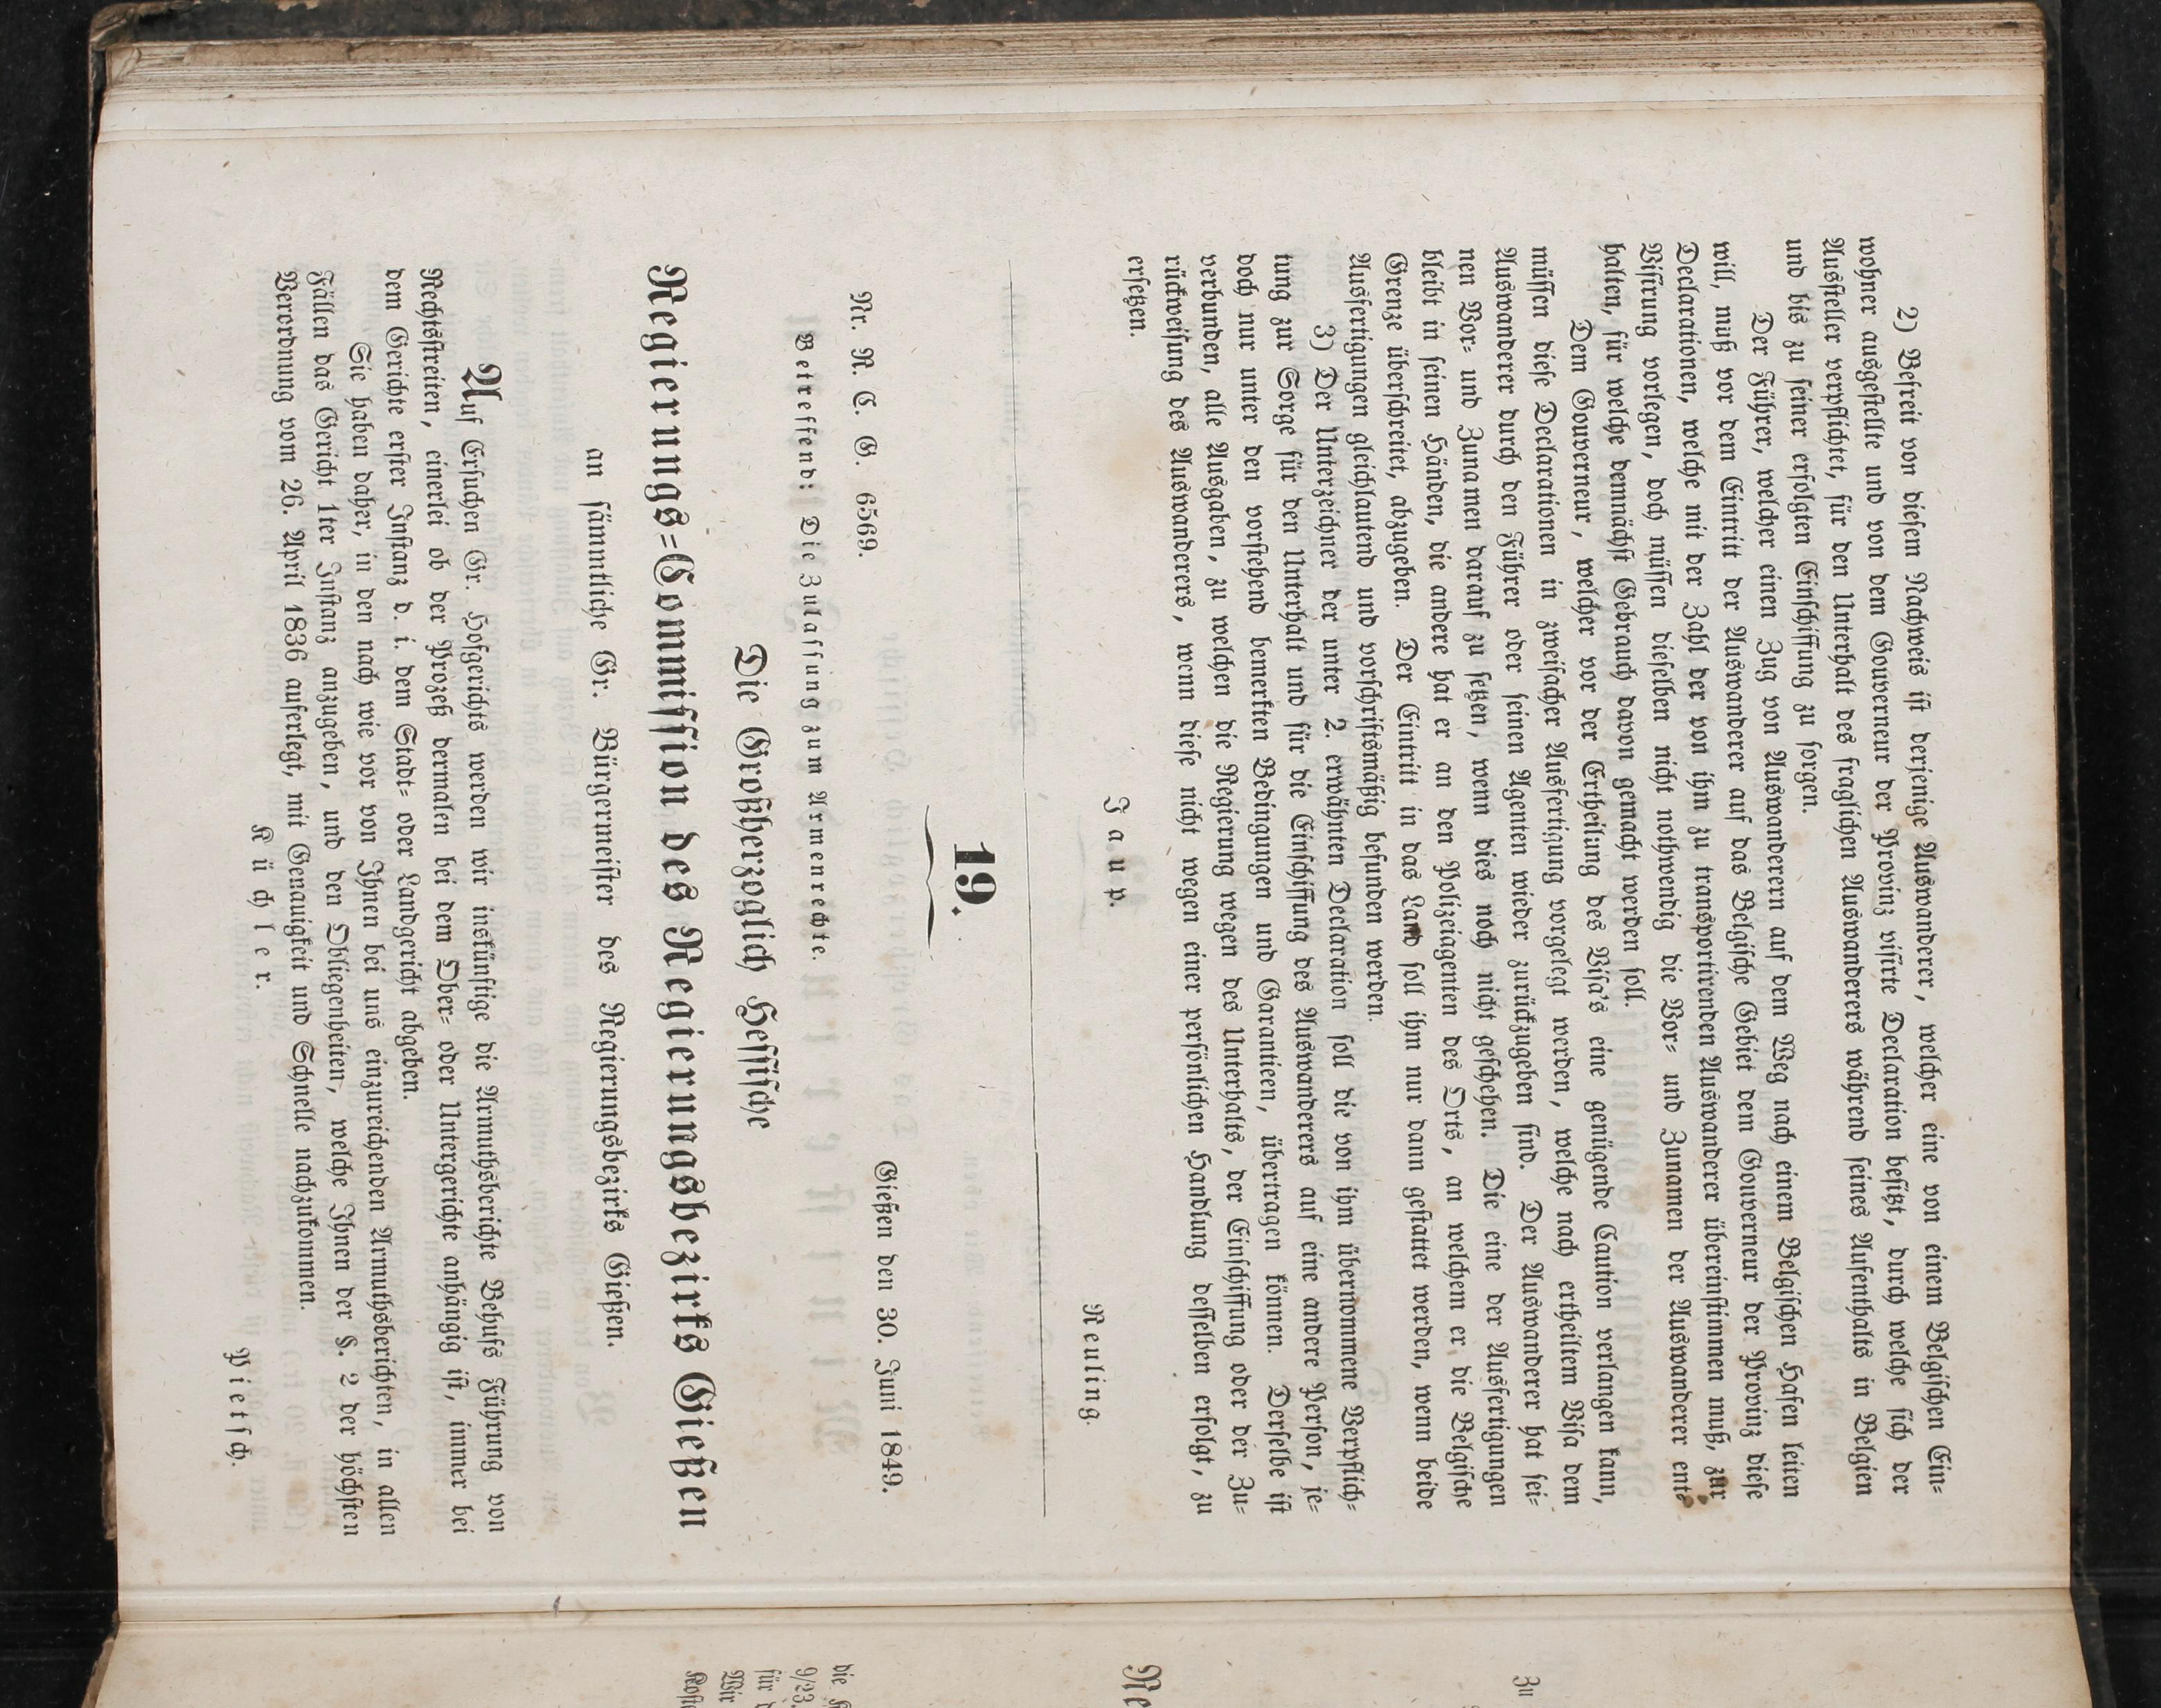 2) Befreit von diesem Nachweis ist derjenige Auswanderer, welcher eine von einem Belgischen Ein-
wohner ausgestellte und von dem Gouverneur der Provinz visirte Declaration besitzt, durch welche sich der
Aussteller verpflichtet, für den Unterhalt des fraglichen Auswanderers während seines Aufenthalts in Belgien
und bis zu seiner erfolgten Einschiffung zu sorgen.
Der Führer, welcher einen Zug von Auswanderern auf dem Weg nach einem Belgischen Hafen leiten
will, muß vor dem Eintritt der Auswanderer auf das Belgische Gebiet dem Gouverneur der Provinz diese
Declarationen, welche mit der Zahl der von ihm zu transportirenden Auswanderer übereinstimmen muß, zur
Visirung vorlegen, doch müssen dieselben nicht nothwendig die Vor- und Zunamen der Auswanderer ent-
halten, für welche demnächst Gebrauch davon gemacht werden soll.
Dem Gouverneur, welcher vor der Ertheilung des Visa's eine genügende Caution verlangen kann,
müssen diese Declarationen in zweifacher Ausfertigung vorgelegt werden, welche nach ertheiltem Visa dem
Auswanderer durch den Führer oder seinen Agenten wieder zurückzugeben sind. Der Auswanderer hat sei-
nen Vor- und Zunamen darauf zu setzen, wenn dies noch nicht geschehen. Die eine der Ausfertigungen
bleibt in seinen Händen, die andere hat er an den Polizeiagenten des Orts, an welchem er die Belgische
Grenze überschreitet, abzugeben. Der Eintritt in das Land soll ihm nur dann gestattet werden, wenn beide
Ausfertigungen gleichlautend und vorschriftsmäßig befunden werden.
3) Der Unterzeichner der unter 2. erwähnten Declaration soll die von ihm übernommene Verpflich-
tung zur Sorge für den Unterhalt und für die Einschiffung des Auswanderers auf eine andere Person, je-
doch nur unter den vorstehend bemerkten Bedingungen und Garantieen, übertragen können. Derselbe ist
verbunden, alle Ausgaben, zu welchen die Regierung wegen des Unterhalts, der Einschiffung oder der Zu-
rückweisung des Auswanderers, wenn diese nicht wegen einer persönlichen Handlung desselben erfolgt, zu
ersetzen.
Jaup.
Reuling.
19.
Nr. R. C. G. 6569. Gießen den 30. Juni 1849.
Betreffend: Die Zulassung zum Armenrechte.
Die Großherzoglich Hessische
Regierungs-Commission des Regierungsbezirks Gießen
an sämmtliche Gr. Bürgermeister des Regierungsbezirks Gießen.
Auf Ersuchen Gr. Hofgerichts werden wir inskünftige die Armuthsberichte Behufs Führung von
Rechtsstreiten, einerlei ob der Prozeß dermalen bei dem Ober- oder Untergerichte anhängig ist, immer bei
dem Gerichte erster Instanz d. i. dem Stadt- oder Landgericht abgeben.
Sie haben daher, in den nach wie vor von Ihnen bei uns einzureichenden Armuthsberichten, in allen
Fällen das Gericht 1ter Instanz anzugeben, und den Obliegenheiten, welche Ihnen der §. 2 der höchsten
Verordnung vom 26. April 1836 auferlegt, mit Genauigkeit und Schnelle nachzukommen.
Küchler.
Pietsch.
Zu
Re
die
9/23.
für d
Wir